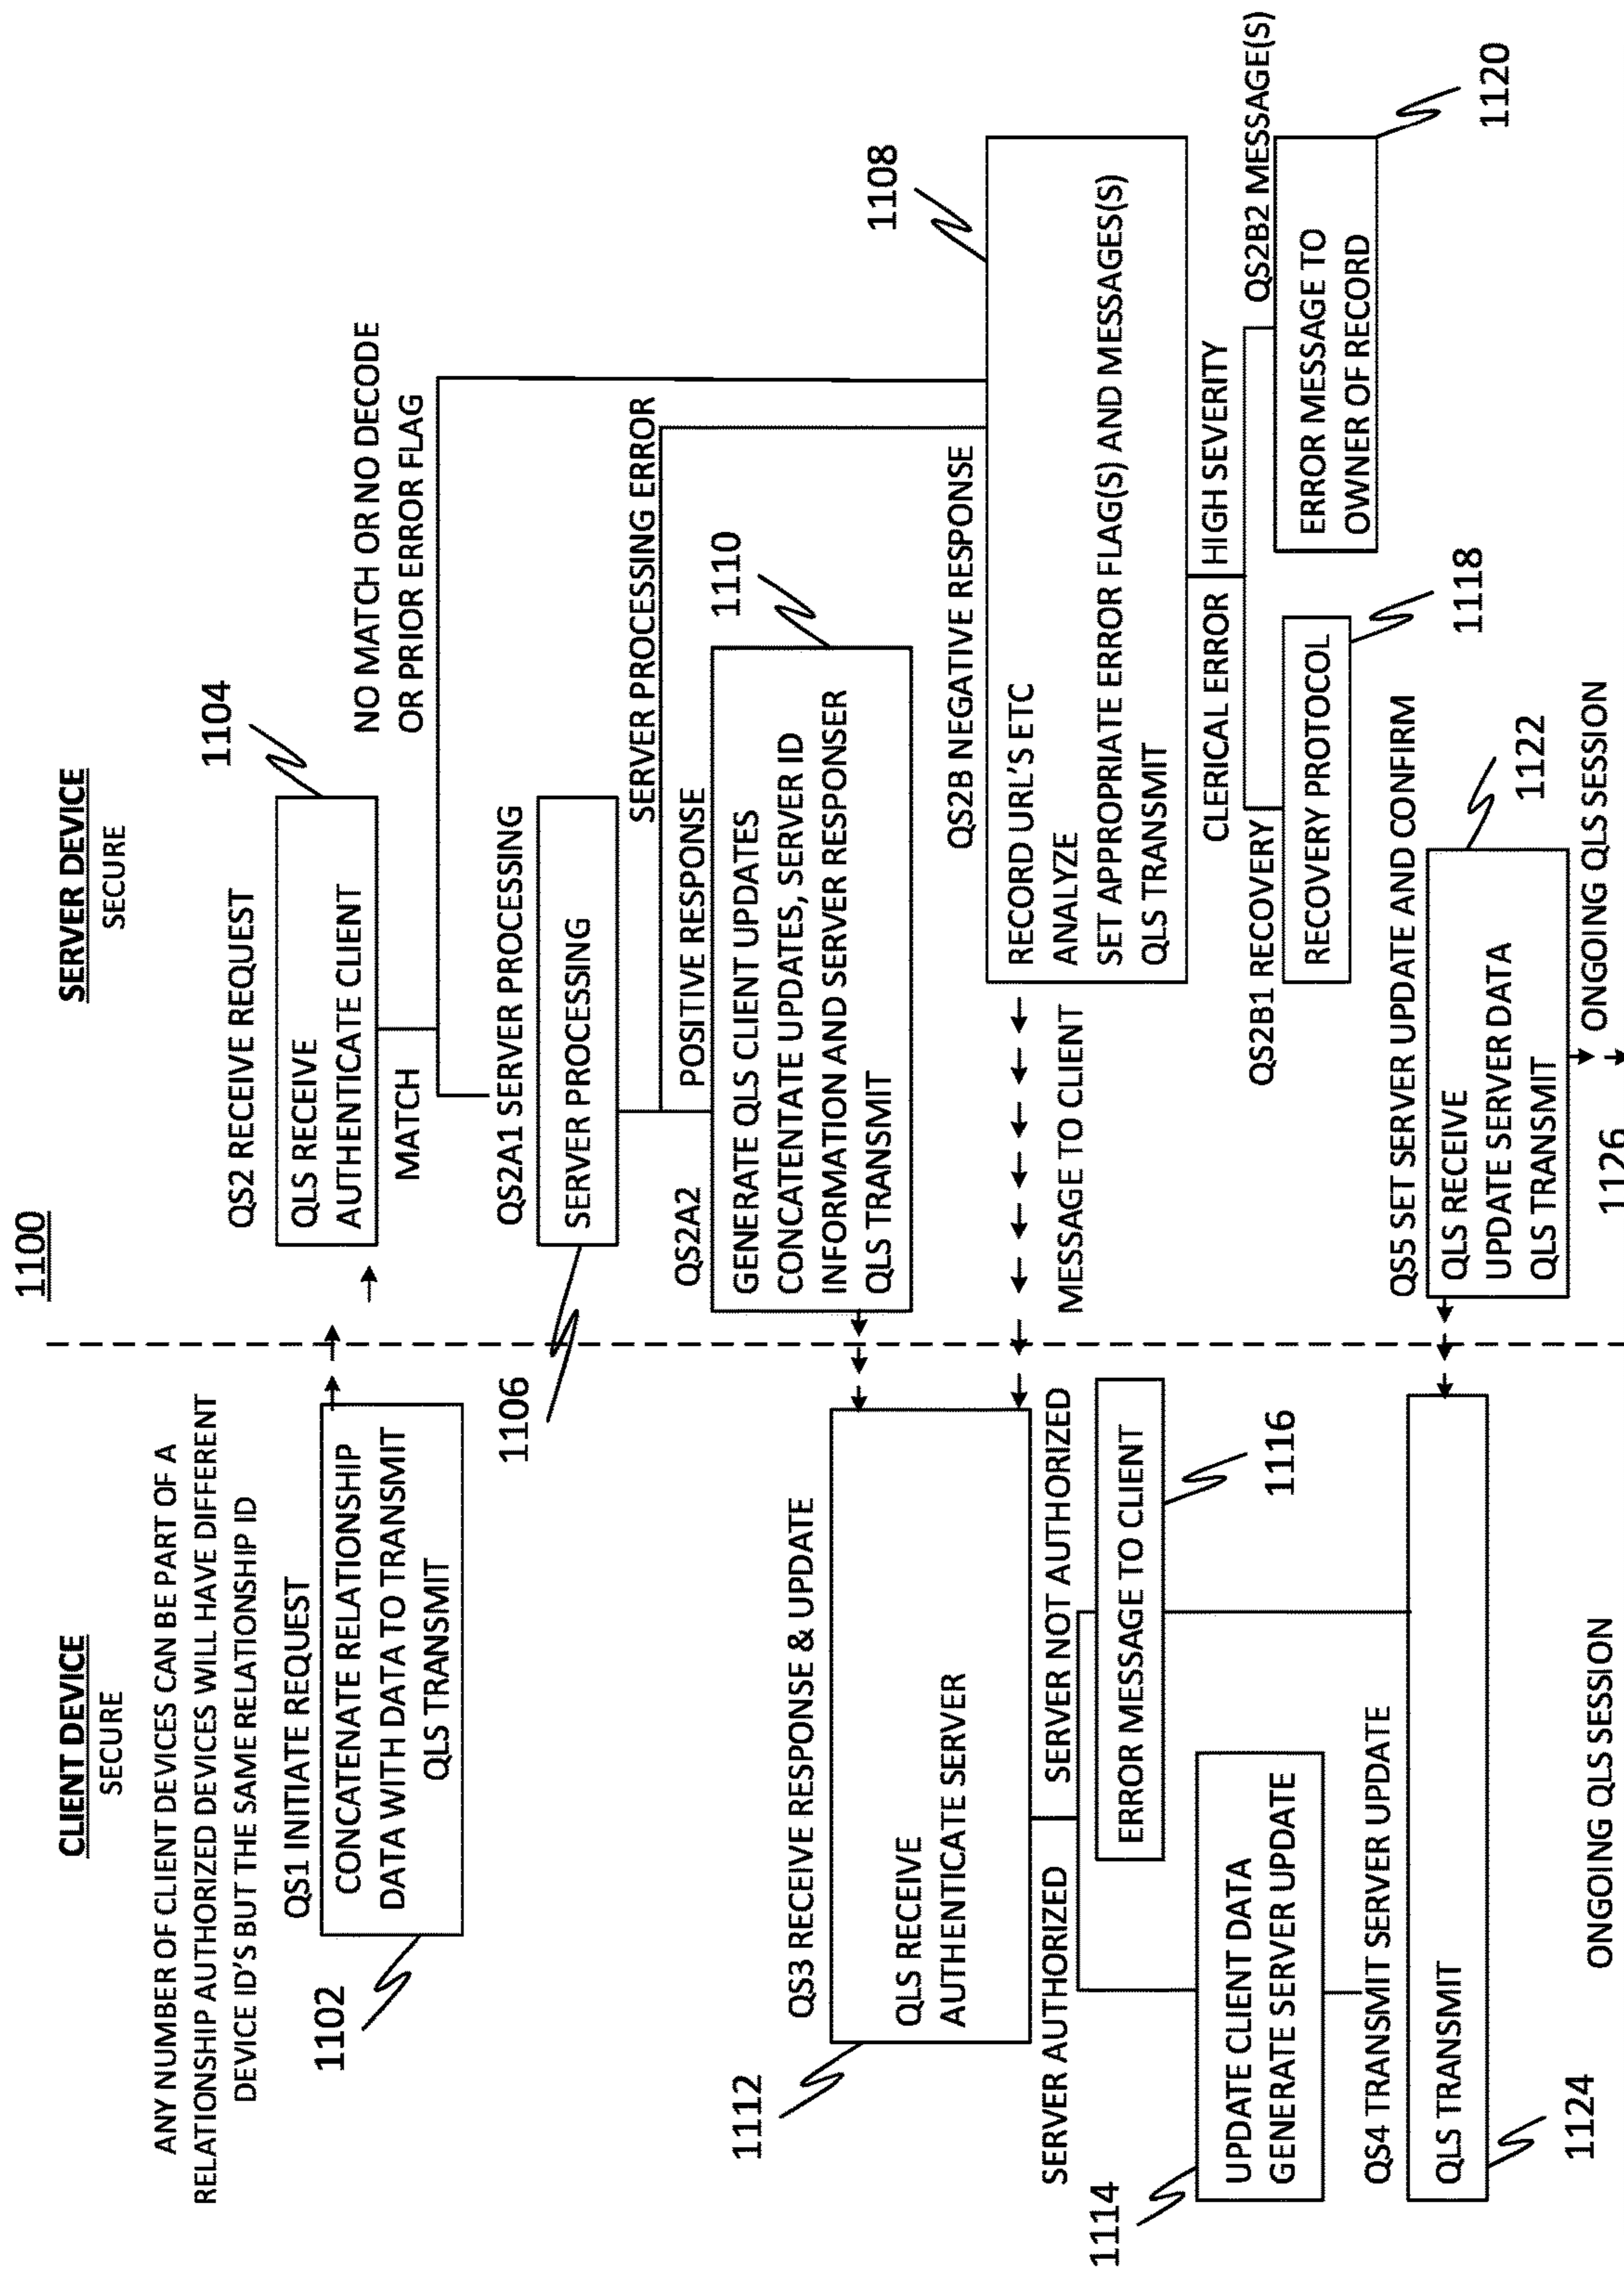 1100
CLIENT DEVICE
SECURE
ANY NUMBER OF CLIENT DEVICES CAN BE PART OF A
RELATIONSHIP AUTHORIZED DEVICES WILL HAVE DIFFERENT
DEVICE ID'S BUT THE SAME RELATIONSHIP ID
QS1 INITIATE REQUEST
CONCATENATE RELATIONSHIP
DATA WITH DATA TO TRANSMIT
QLS TRANSMIT
1102
SERVER DEVICE
SECURE
QS2 RECEIVE REQUEST
QLS RECEIVE
AUTHENTICATE CLIENT
1104
MATCH
NO MATCH OR NO DECODE
OR PRIOR ERROR FLAG
QS2A1 SERVER PROCESSING
SERVER PROCESSING
1106
SERVER PROCESSING ERROR
POSITIVE RESPONSE
QS2A2
GENERATE QLS CLIENT UPDATES
CONCATENTATE UPDATES, SERVER ID
INFORMATION AND SERVER RESPONSER
QLS TRANSMIT
1110
QS2B NEGATIVE RESPONSE
1108
RECORD URL'S ETC
ANALYZE
SET APPROPRIATE ERROR FLAG(S) AND MESSAGES(S)
QLS TRANSMIT
MESSAGE TO CLIENT
CLERICAL ERROR
HIGH SEVERITY
QS2B1 RECOVERY
RECOVERY PROTOCOL
1118
QS2B2 MESSAGE(S)
ERROR MESSAGE TO
OWNER OF RECORD
1120
QS3 RECEIVE RESPONSE & UPDATE
QLS RECEIVE
AUTHENTICATE SERVER
1112
SERVER AUTHORIZED
SERVER NOT AUTHORIZED
ERROR MESSAGE TO CLIENT
1116
UPDATE CLIENT DATA
GENERATE SERVER UPDATE
1114
QS4 TRANSMIT SERVER UPDATE
QLS TRANSMIT
1124
QS5 SET SERVER UPDATE AND CONFIRM
QLS RECEIVE
UPDATE SERVER DATA
QLS TRANSMIT
1122
ONGOING QLS SESSION
1126
ONGOING QLS SESSION